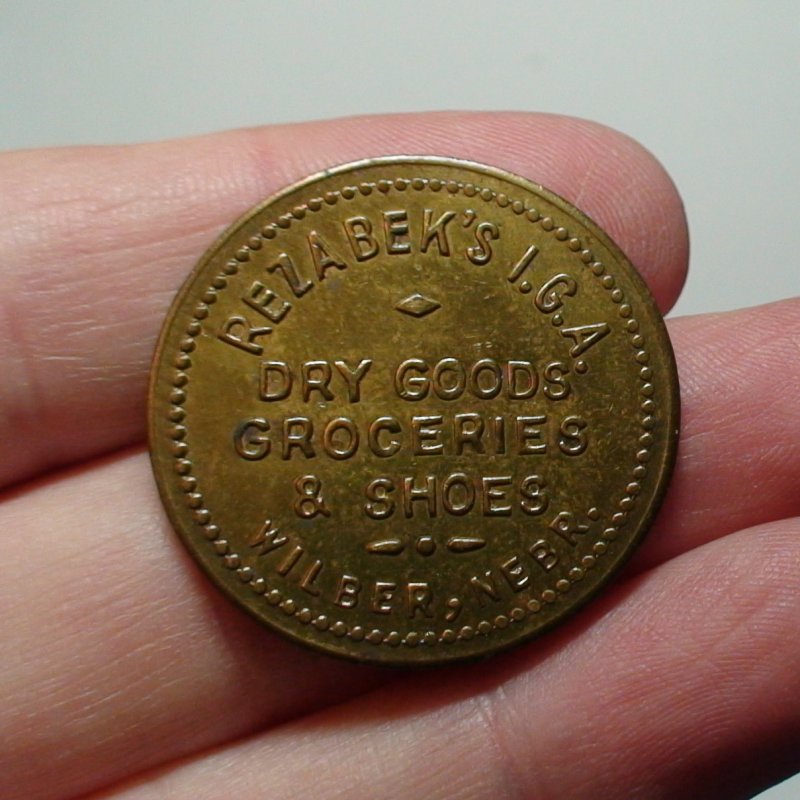 REZABEK'S I.G.A.
DRY GOODS
GROCERIES
& SHOES
WILBER, NEBR.